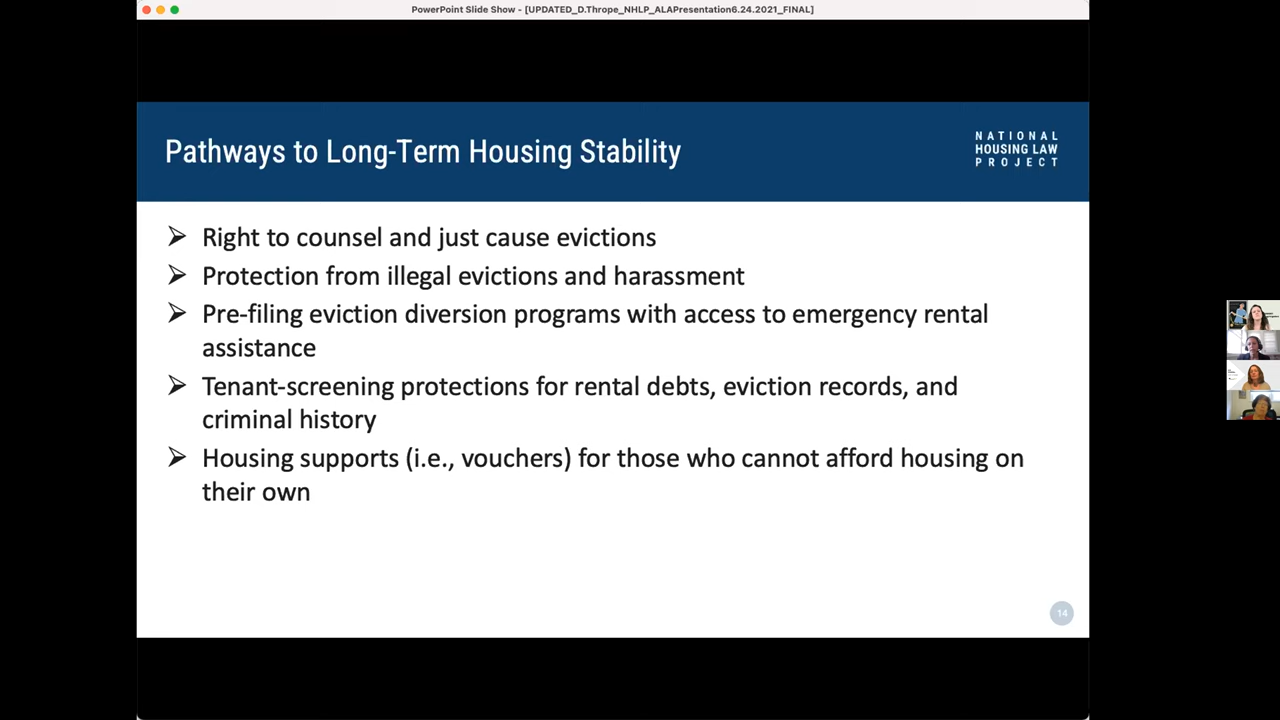 PowerPoint Slide Show - [UPDATED_D.Thrope_NHLP_ALAPresentation6.24.2021_FINAL]
Pathways to Long-Term Housing Stability
NATIONAL
HOUSING LAW
PROJECT
➢ Right to counsel and just cause evictions
➢ Protection from illegal evictions and harassment
➢ Pre-filing eviction diversion programs with access to emergency rental
assistance
➢ Tenant-screening protections for rental debts, eviction records, and
criminal history
➢ Housing supports (i.e., vouchers) for those who cannot afford housing on
their own
14